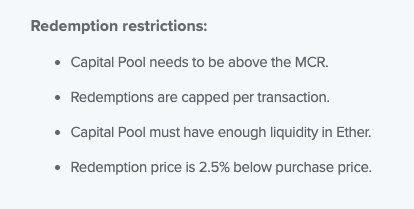 Redemption restrictions:
• Capital Pool needs to be above the MCR.
• Redemptions are capped per transaction.
• Capital Pool must have enough liquidity in Ether.
• Redemption price is 2.5% below purchase price.